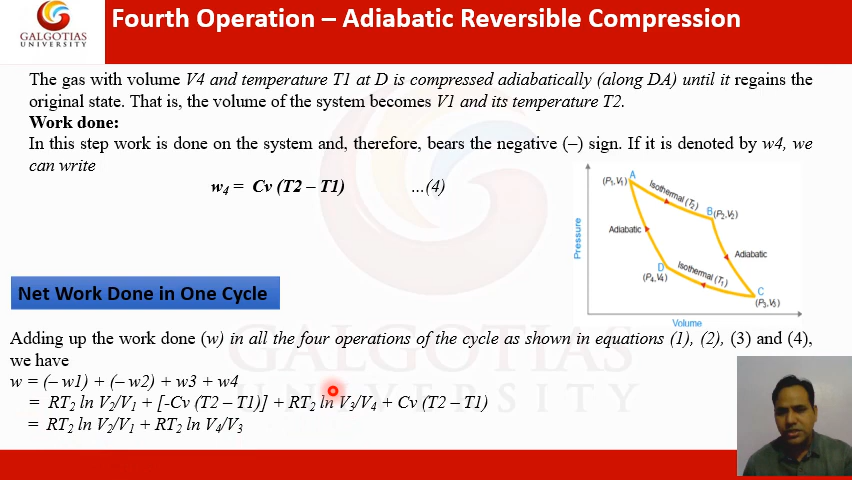 GALGOTIAS
UNIVERSITY
Fourth Operation – Adiabatic Reversible Compression
The gas with volume V4 and temperature T1 at D is compressed adiabatically (along DA) until it regains the
original state. That is, the volume of the system becomes V1 and its temperature T2.
Work done:
In this step work is done on the system and, therefore, bears the negative (–) sign. If it is denoted by w4, we
can write
w₄ = Cv (T2 – T1) ...(4)
(P₁,V₁) A
Isothermal (T₂)
B (P₂,V₂)
Adiabatic
Adiabatic
Pressure
D
(P₄,V₄)
Isothermal (T₁)
C
(P₃,V₃)
Volume
Net Work Done in One Cycle
Adding up the work done (w) in all the four operations of the cycle as shown in equations (1), (2), (3) and (4),
we have
w = (– w1) + (– w2) + w3 + w4
= RT₂ ln V₂/V₁ + [-Cv (T2 – T1)] + RT₂ ln V₃/V₄ + Cv (T2 – T1)
= RT₂ ln V₂/V₁ + RT₂ ln V₄/V₃
GALGOTIAS
UNIVERSITY